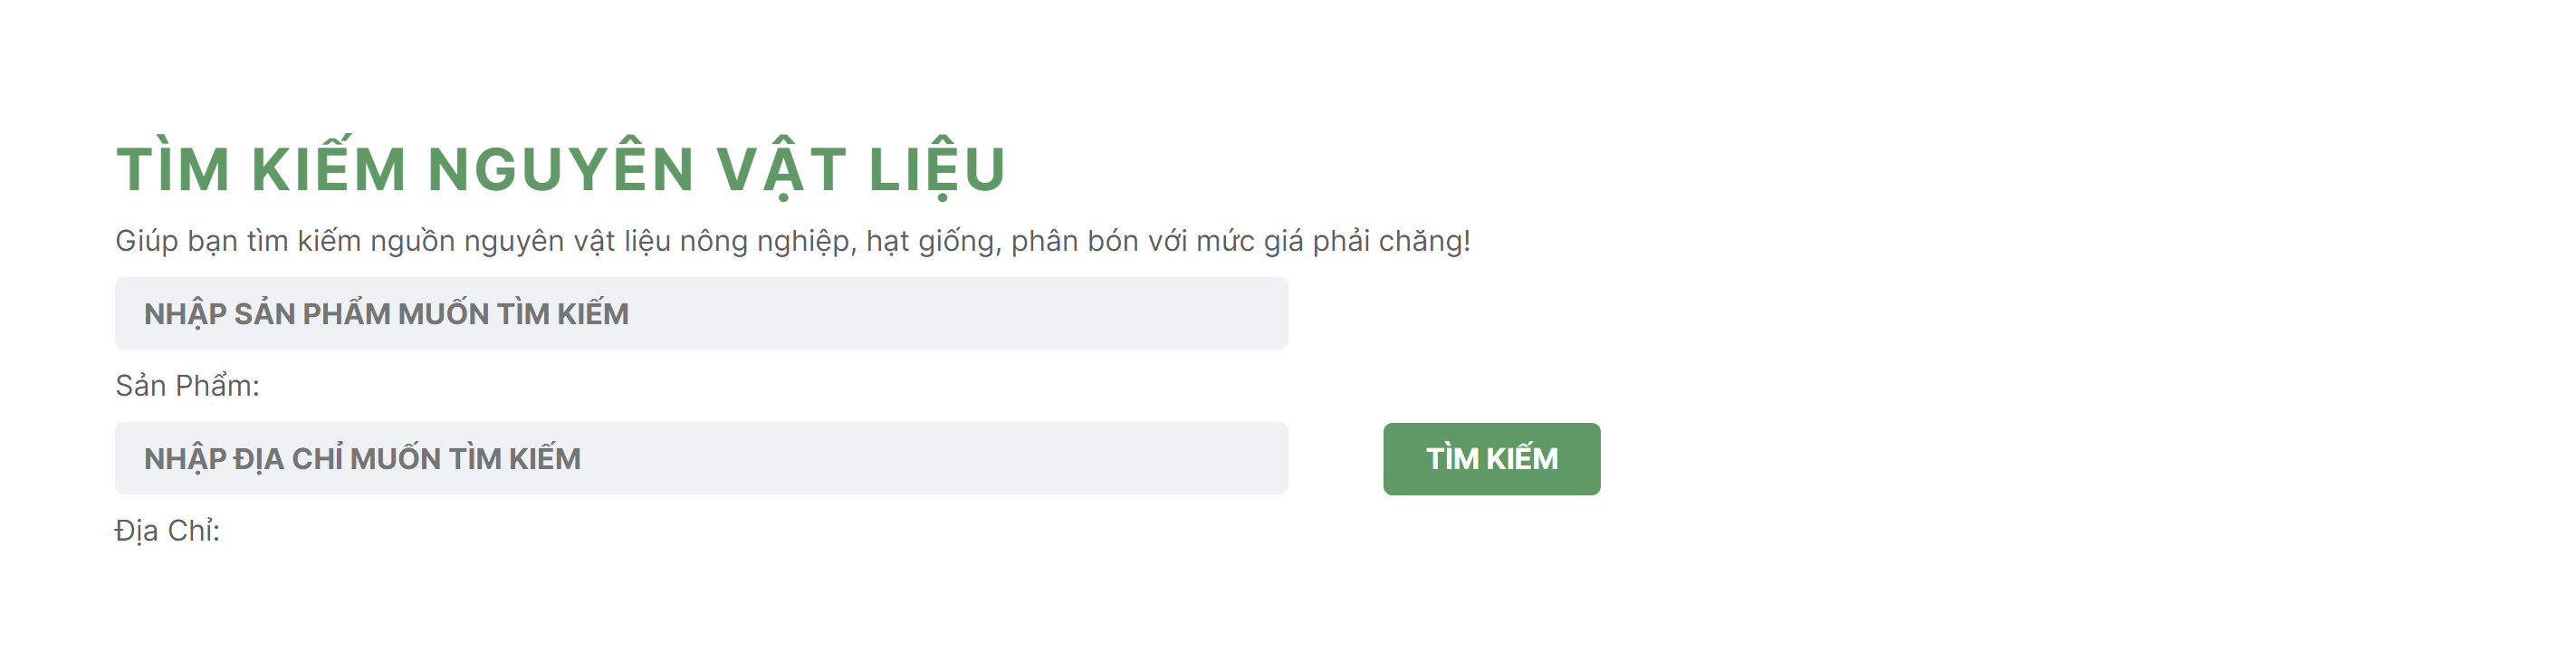 TÌM KIẾM NGUYÊN VẬT LIỆU
Giúp bạn tìm kiếm nguồn nguyên vật liệu nông nghiệp, hạt giống, phân bón với mức giá phải chăng!
NHẬP SẢN PHẨM MUỐN TÌM KIẾM
Sản Phẩm:
NHẬP ĐỊA CHỈ MUỐN TÌM KIẾM
TÌM KIẾM
Địa Chỉ: